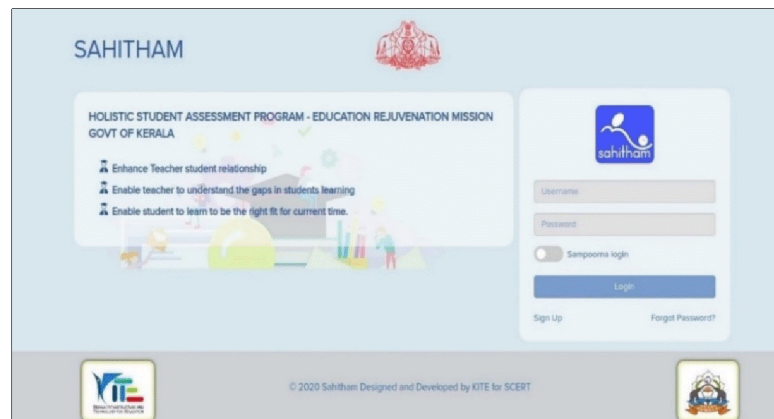 SAHITHAM
HOLISTIC STUDENT ASSESSMENT PROGRAM - EDUCATION REJUVENATION MISSION
GOVT OF KERALA
Enhance Teacher student relationship
Enable teacher to understand the gaps in students learning
Enable student to learn to be the right fit for current time.
sahitham
Username
Password
Sampoorna login
Login
Sign Up
Forgot Password?
KITE
© 2020 Sahitham Designed and Developed by KITE for SCERT